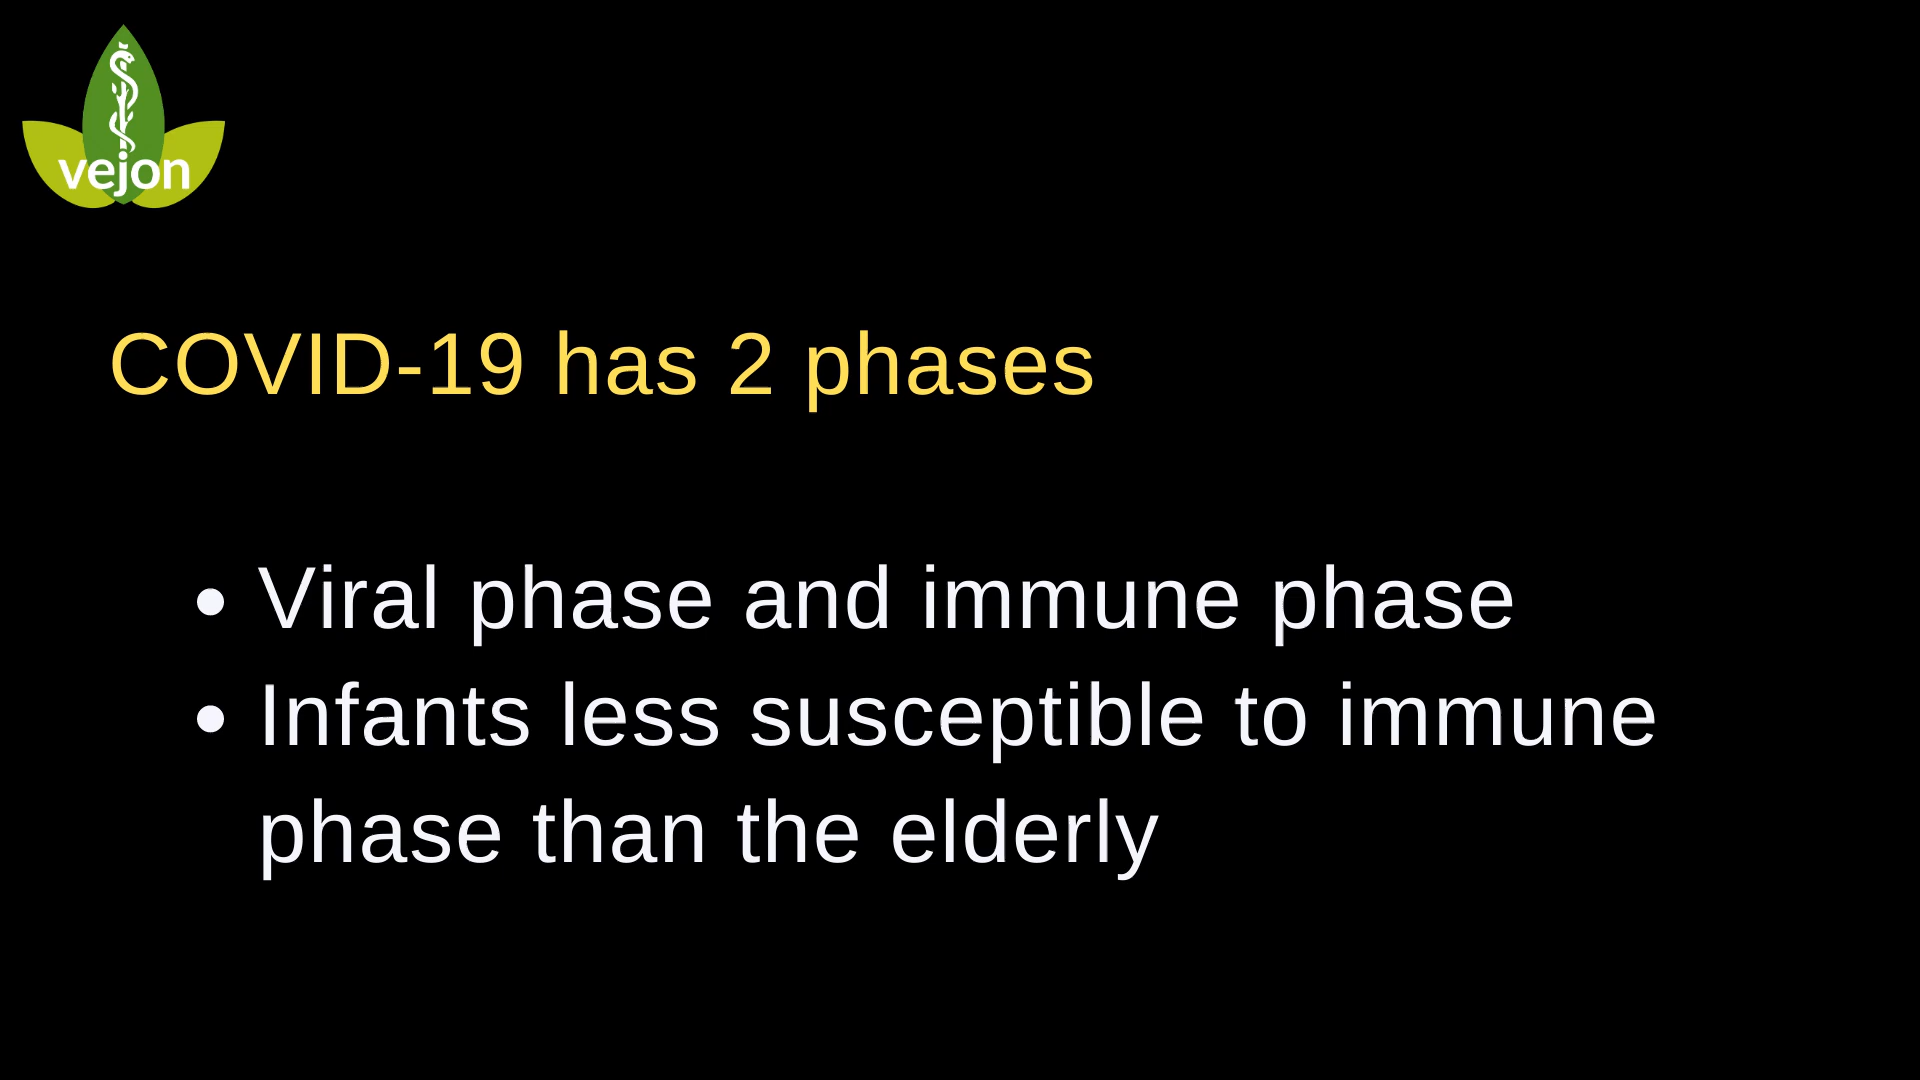 vejon
COVID-19 has 2 phases
• Viral phase and immune phase
• Infants less susceptible to immune
phase than the elderly